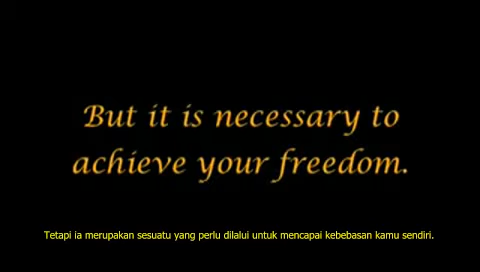 But it is necessary to
achieve your freedom.
Tetapi ia merupakan sesuatu yang perlu dilalui untuk mencapai kebebasan kamu sendiri.